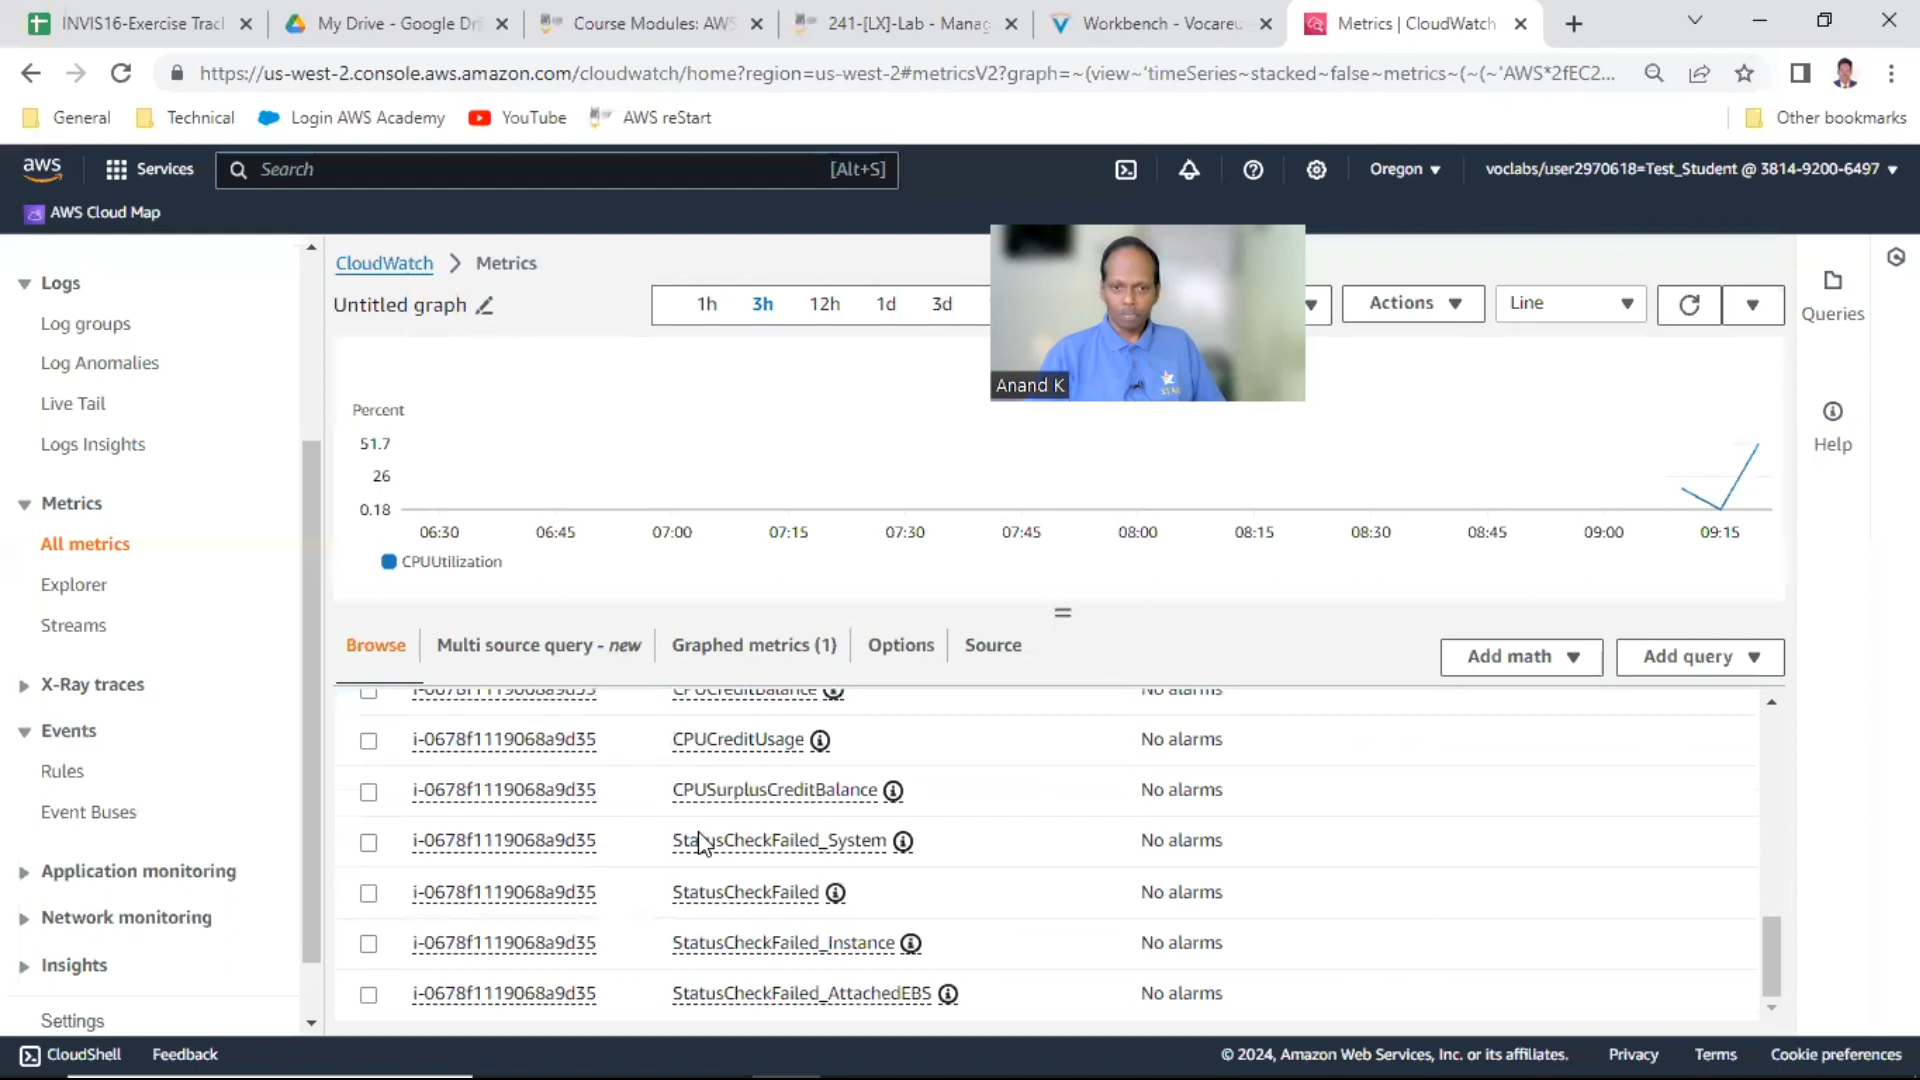 INVIS16-Exercise Trac
My Drive - Google Dri
Course Modules: AWS
241-[LX]-Lab - Manag
Workbench - Vocareu
Metrics | CloudWatch
https://us-west-2.console.aws.amazon.com/cloudwatch/home?region=us-west-2#metricsV2?graph=~(view~'timeSeries~stacked~false~metrics~(~(~'AWS*2fEC2...
General
Technical
Login AWS Academy
YouTube
AWS reStart
Other bookmarks
aws
Services
Search
[Alt+S]
Oregon
voclabs/user2970618=Test_Student @ 3814-9200-6497
AWS Cloud Map
Logs
Log groups
Log Anomalies
Live Tail
Logs Insights
Metrics
All metrics
Explorer
Streams
X-Ray traces
Events
Rules
Event Buses
Application monitoring
Network monitoring
Insights
Settings
CloudWatch > Metrics
Untitled graph
1h
3h
12h
1d
3d
Actions
Line
Queries
Help
Anand K
Percent
51.7
26
0.18
06:30
06:45
07:00
07:15
07:30
07:45
08:00
08:15
08:30
08:45
09:00
09:15
CPUUtilization
Browse
Multi source query - new
Graphed metrics (1)
Options
Source
Add math
Add query
i-0678f1119068a9d35 CPUCreditBalance No alarms
i-0678f1119068a9d35 CPUCreditUsage No alarms
i-0678f1119068a9d35 CPUSurplusCreditBalance No alarms
i-0678f1119068a9d35 StatusCheckFailed_System No alarms
i-0678f1119068a9d35 StatusCheckFailed No alarms
i-0678f1119068a9d35 StatusCheckFailed_Instance No alarms
i-0678f1119068a9d35 StatusCheckFailed_AttachedEBS No alarms
CloudShell
Feedback
© 2024, Amazon Web Services, Inc. or its affiliates.
Privacy
Terms
Cookie preferences